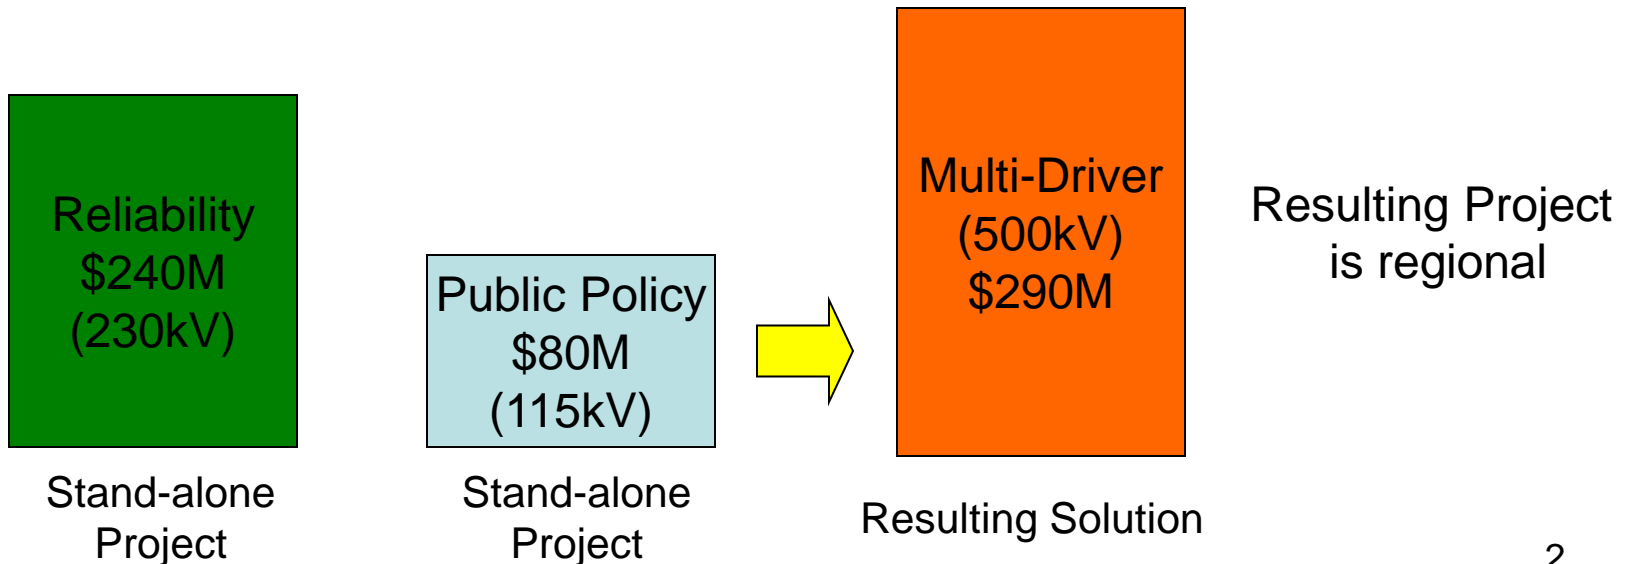 Reliability
$240M
(230kV)
Stand-alone
Project
Public Policy
$80M
(115kV)
Stand-alone
Project
Multi-Driver
(500kV)
$290M
Resulting Solution
Resulting Project
is regional
2